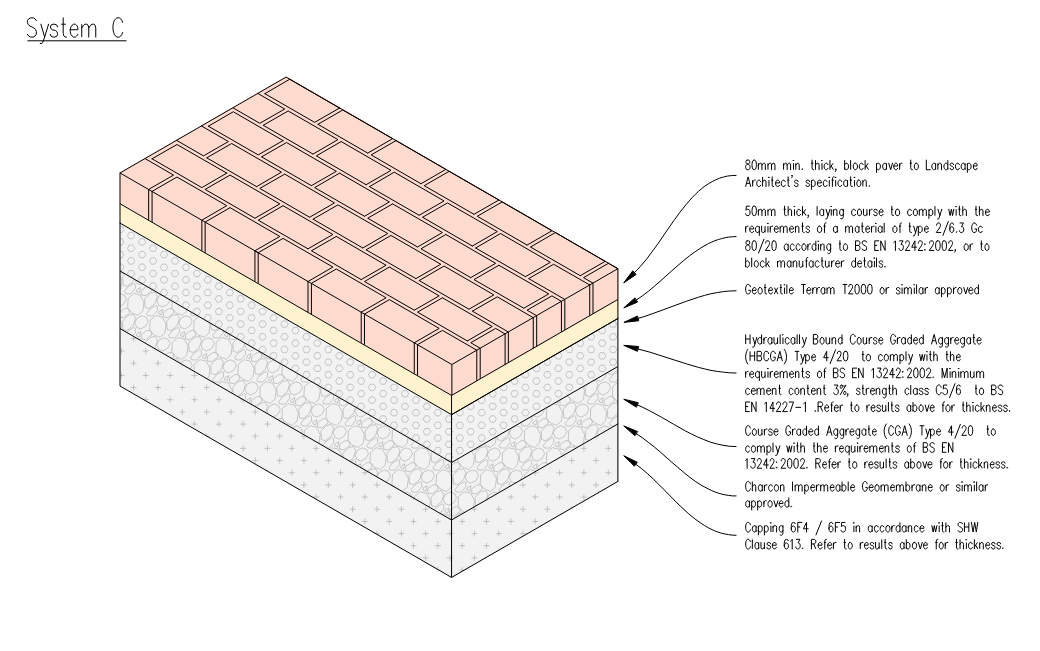 System C
80mm min. thick, block paver to Landscape
Architect's specification.
50mm thick, laying course to comply with the
requirements of a material of type 2/6.3 Gc
80/20 according to BS EN 13242:2002, or to
block manufacturer details.
Geotextile Terram T2000 or similar approved
Hydraulically Bound Course Graded Aggregate
(HBCGA) Type 4/20 to comply with the
requirements of BS EN 13242:2002. Minimum
cement content 3%, strength class C5/6 to BS
EN 14227-1 .Refer to results above for thickness.
Course Graded Aggregate (CGA) Type 4/20 to
comply with the requirements of BS EN
13242:2002. Refer to results above for thickness.
Charcon Impermeable Geomembrane or similar
approved.
Capping 6F4 / 6F5 in accordance with SHW
Clause 613. Refer to results above for thickness.